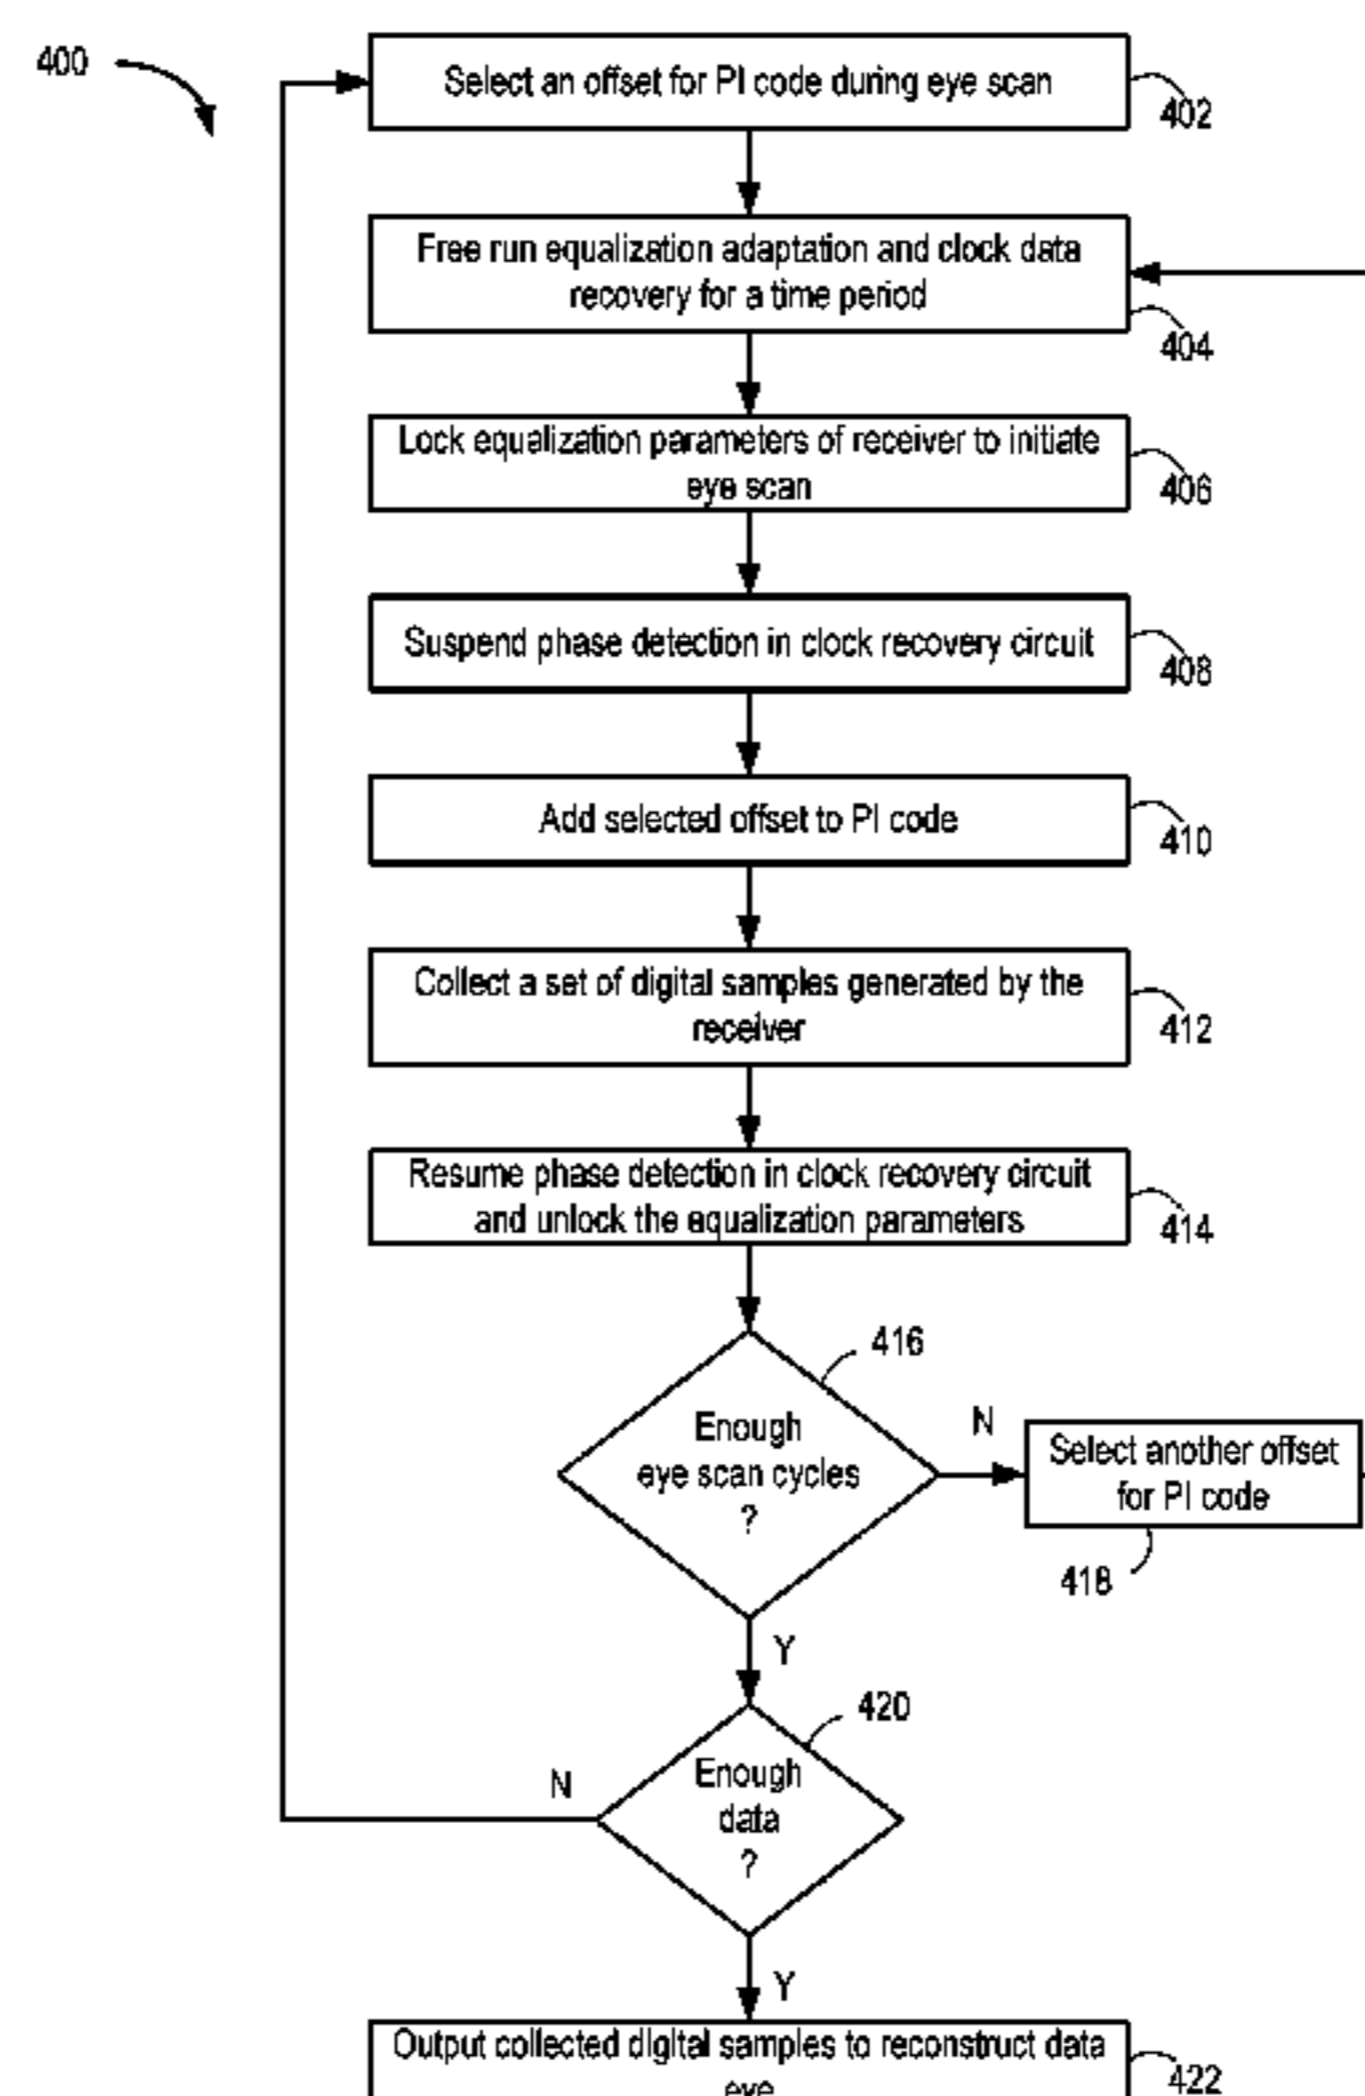 400
Select an offset for PI code during eye scan
402
Free run equalization adaptation and clock data
recovery for a time period
404
Lock equalization parameters of receiver to initiate
eye scan
406
Suspend phase detection in clock recovery circuit
408
Add selected offset to PI code
410
Collect a set of digital samples generated by the
receiver
412
Resume phase detection in clock recovery circuit
and unlock the equalization parameters
414
416
Enough
eye scan cycles
?
N
Select another offset
for PI code
418
Y
420
Enough
data
?
N
Y
Output collected digital samples to reconstruct data
eye
422